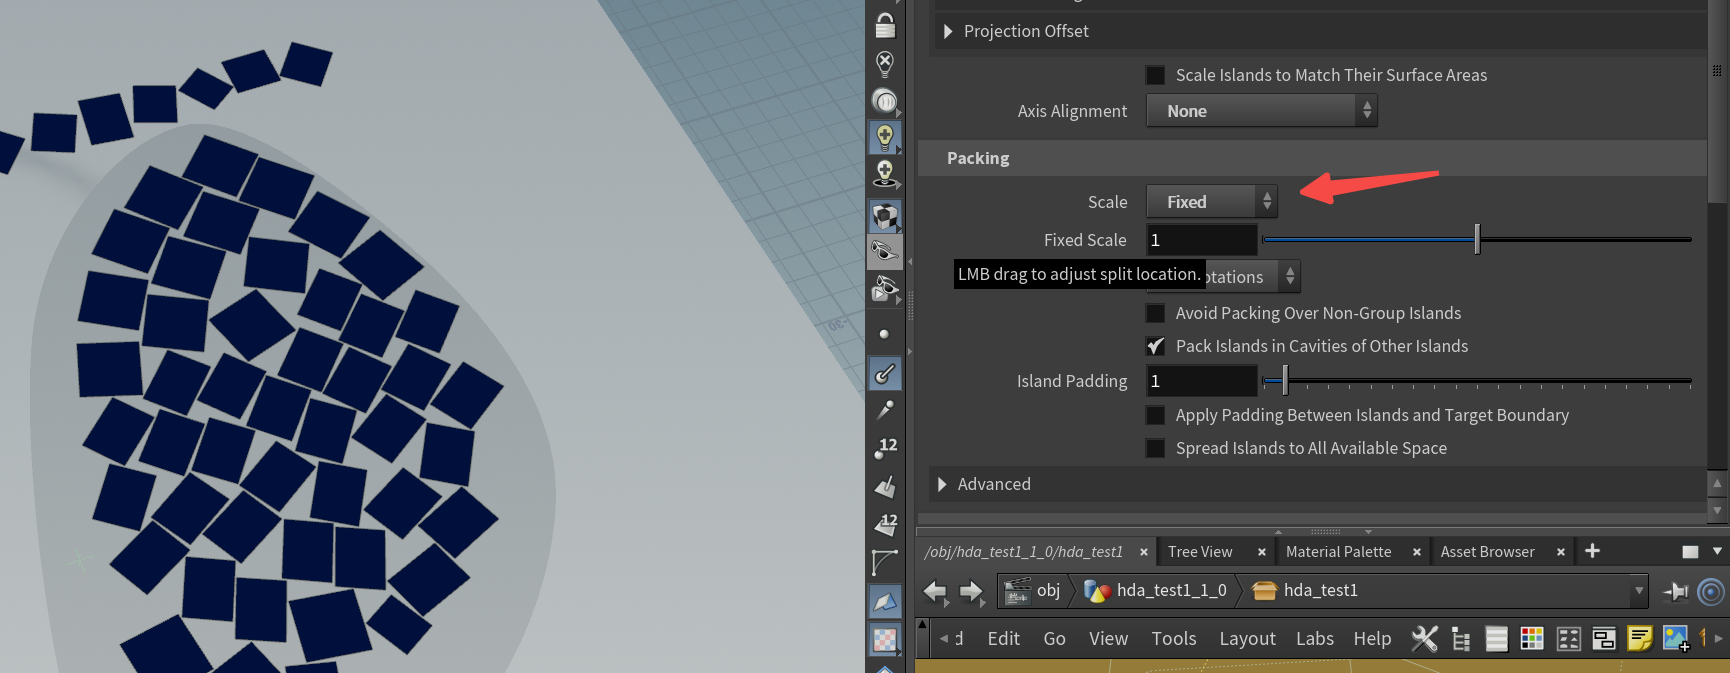 Projection Offset
Scale Islands to Match Their Surface Areas
Axis Alignment None
Packing
Scale Fixed
Fixed Scale 1
LMB drag to adjust split location. otations
Avoid Packing Over Non-Group Islands
Pack Islands in Cavities of Other Islands
Island Padding 1
Apply Padding Between Islands and Target Boundary
Spread Islands to All Available Space
Advanced
-30
12
12
/obj/hda_test1_1_0/hda_test1 × Tree View × Material Palette × Asset Browser ×
obj hda_test1_1_0 hda_test1
d Edit Go View Tools Layout Labs Help